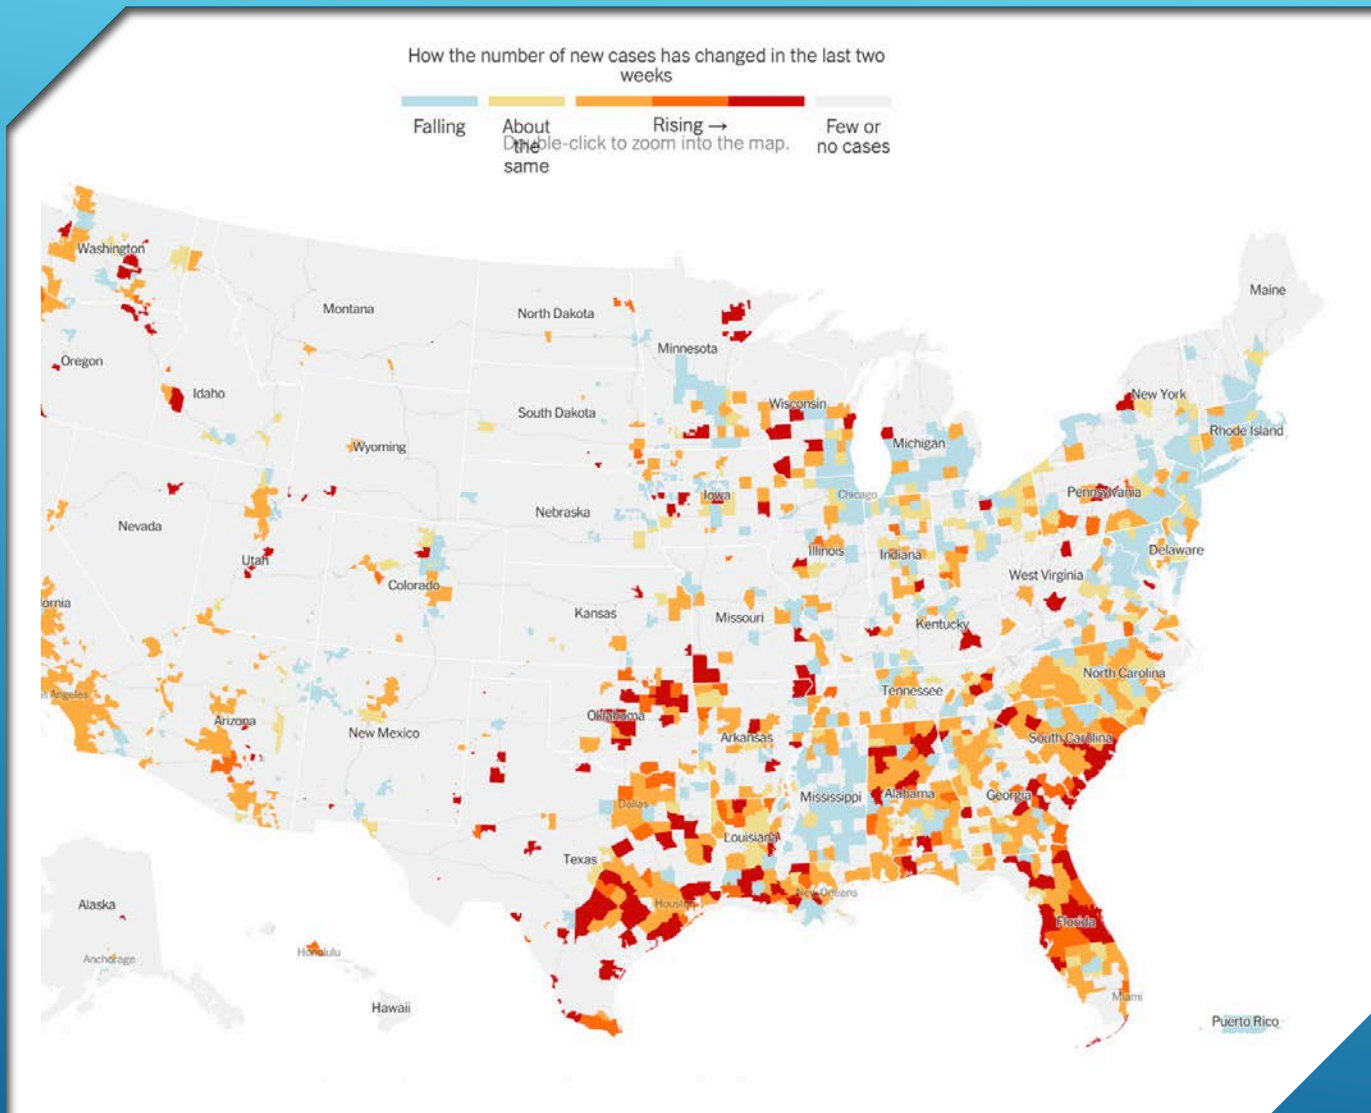 How the number of new cases has changed in the last two
weeks
Falling
About
the
same
Rising →
Few or
no cases
Double-click to zoom into the map.
Washington
Montana
North Dakota
Minnesota
Maine
Oregon
Idaho
South Dakota
Wisconsin
New York
Wyoming
Michigan
Rhode Island
Nevada
Nebraska
Iowa
Chicago
Pennsylvania
Utah
Colorado
Illinois
Indiana
Delaware
West Virginia
ornia
Kansas
Missouri
Kentucky
s Angeles
Arizona
New Mexico
Oklahoma
Arkansas
Tennessee
North Carolina
South Carolina
Dallas
Mississippi
Alabama
Georgia
Texas
Louisiana
Houston
New Orleans
Alaska
Anchorage
Honolulu
Hawaii
Florida
Miami
Puerto Rico